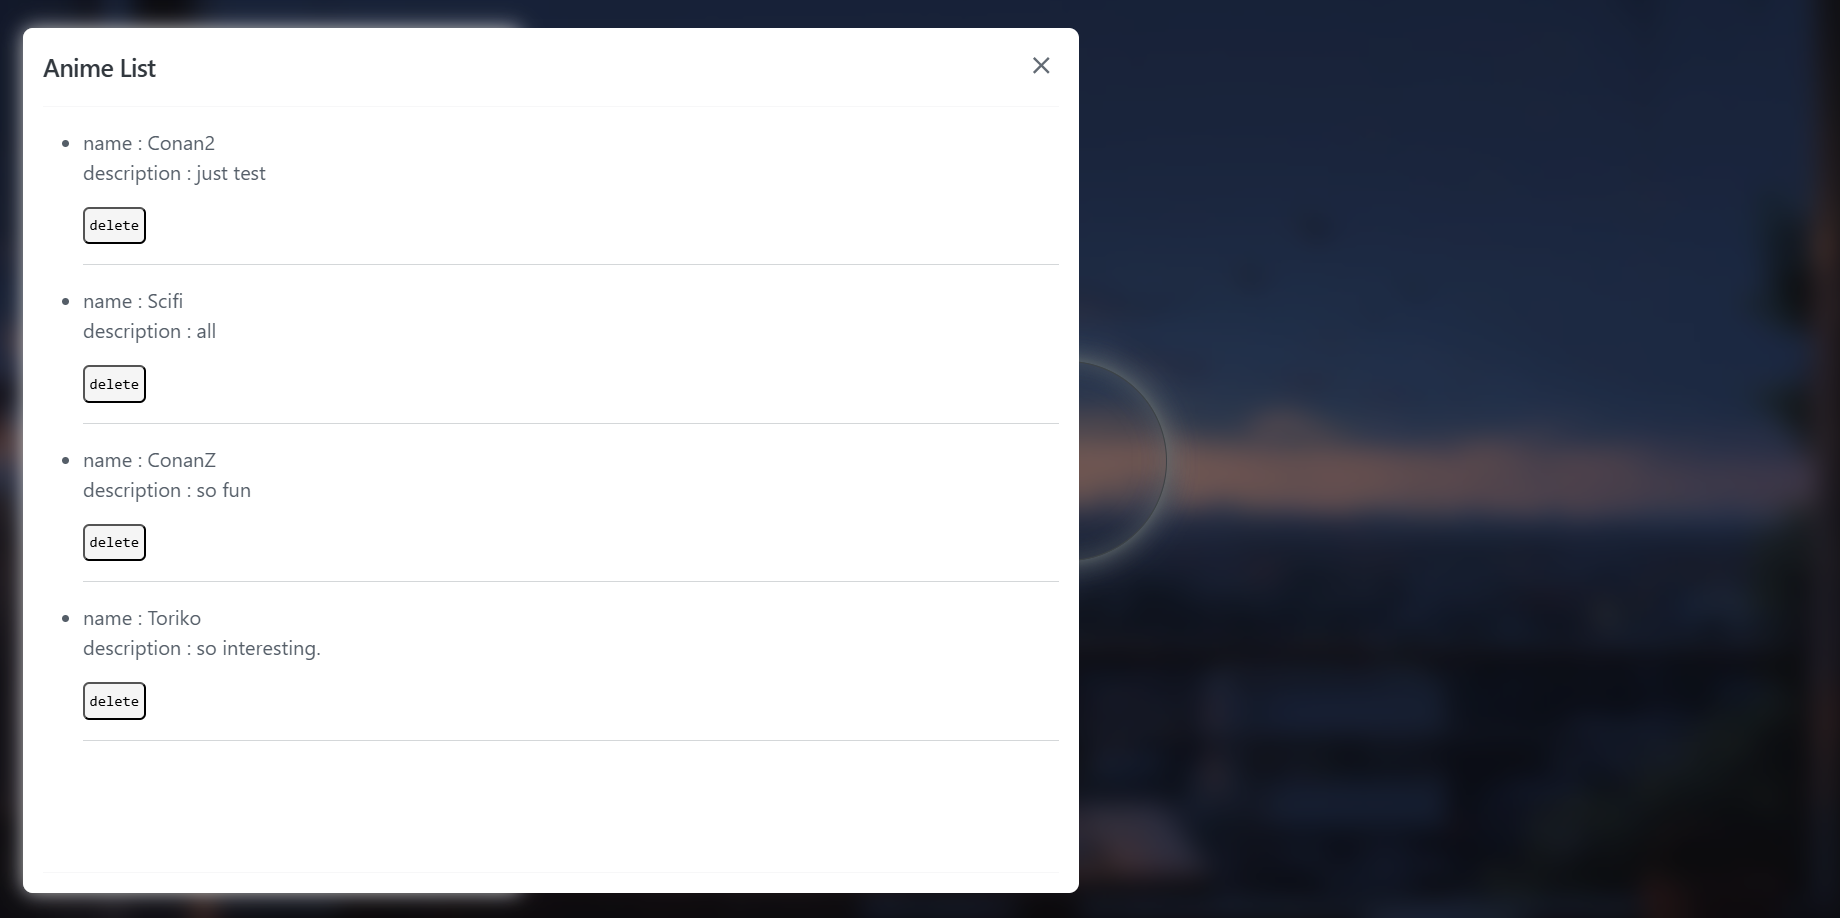 Anime List
name : Conan2
description : just test
delete
name : Scifi
description : all
delete
name : ConanZ
description : so fun
delete
name : Toriko
description : so interesting.
delete